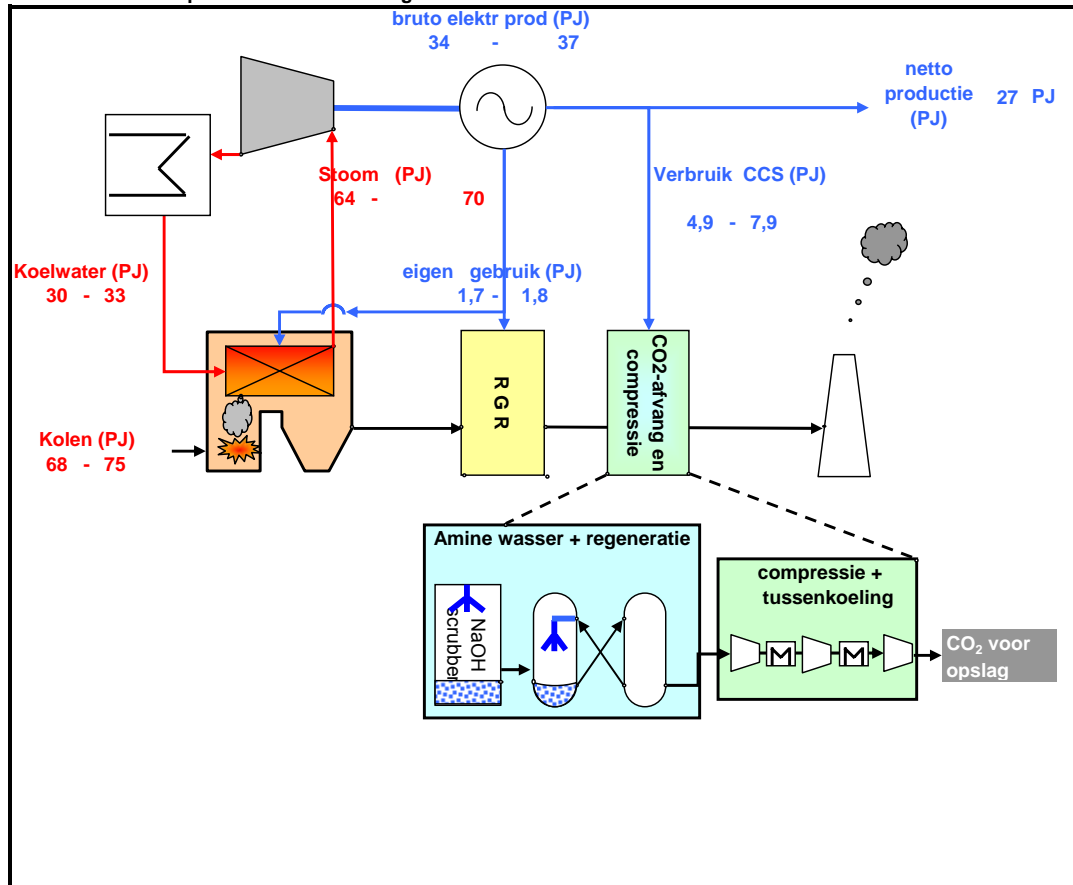 bruto elektr prod (PJ)
34 - 37
netto
productie 27 PJ
(PJ)
Stoom (PJ)
64 - 70
Verbruik CCS (PJ)
4,9 - 7,9
Koelwater (PJ)
30 - 33
eigen gebruik (PJ)
1,7 - 1,8
Kolen (PJ)
68 - 75
R G R
CO2-afvang en
compressie
Amine wasser + regeneratie
NaOH
scrubber
compressie +
tussenkoeling
CO₂ voor
opslag